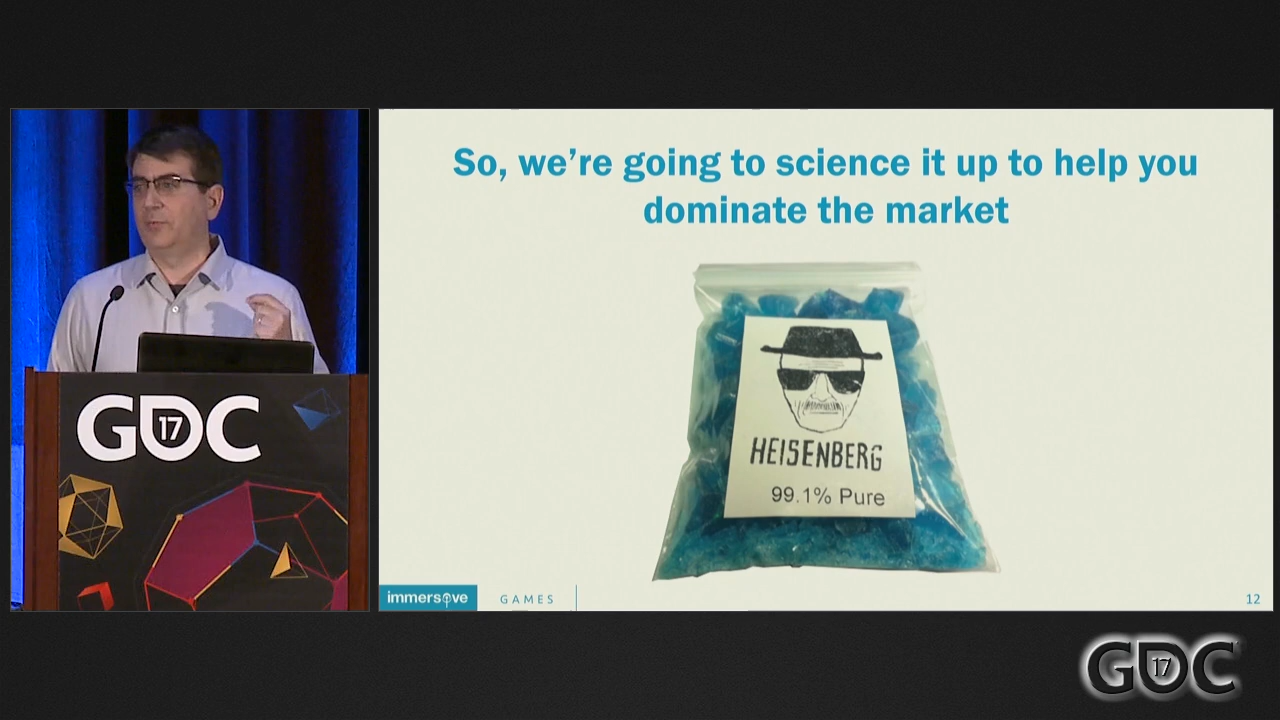 So, we're going to science it up to help you
dominate the market
HEISENBERG
99.1% Pure
immersive GAMES 12
GDC 17
GDC 17